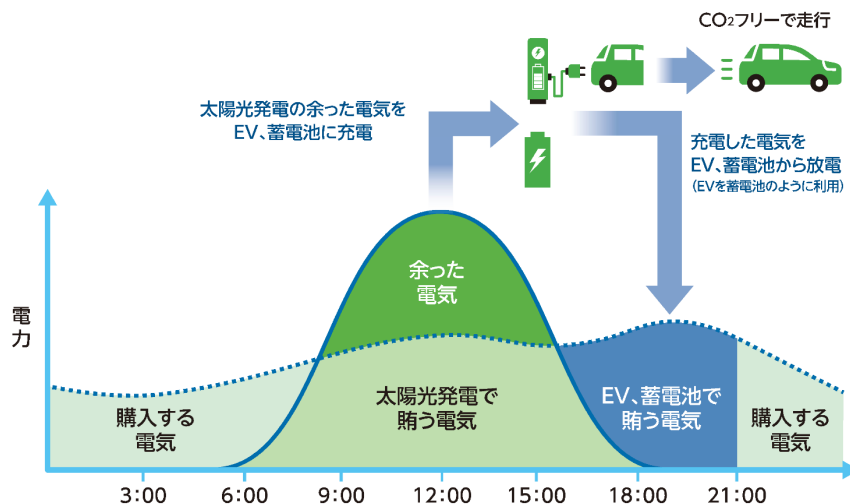 CO₂フリーで走行
太陽光発電の余った電気を
EV、蓄電池に充電
充電した電気を
EV、蓄電池から放電
(EVを蓄電池のように利用)
電力
余った
電気
購入する
電気
太陽光発電で
賄う電気
EV、蓄電池で
賄う電気
購入する
電気
3:00
6:00
9:00
12:00
15:00
18:00
21:00